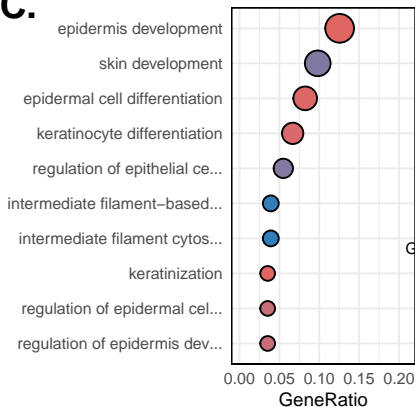 C.
epidermis development
skin development
epidermal cell differentiation
keratinocyte differentiation
regulation of epithelial ce...
intermediate filament−based...
intermediate filament cytos...
G
keratinization
regulation of epidermal cel...
regulation of epidermis dev...
0.00 0.05 0.10 0.15 0.20
GeneRatio